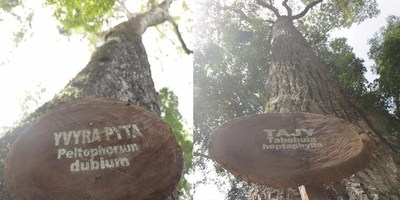 YVYRA PYTA
Peltophorum
dubium
TAJY
Tabebuia
heptaphylla